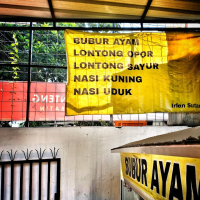 BUBUR AYAM
LONTONG OPOR
LONTONG SAYUR
NASI KUNING
NASI UDUK
BUBUR AYAM